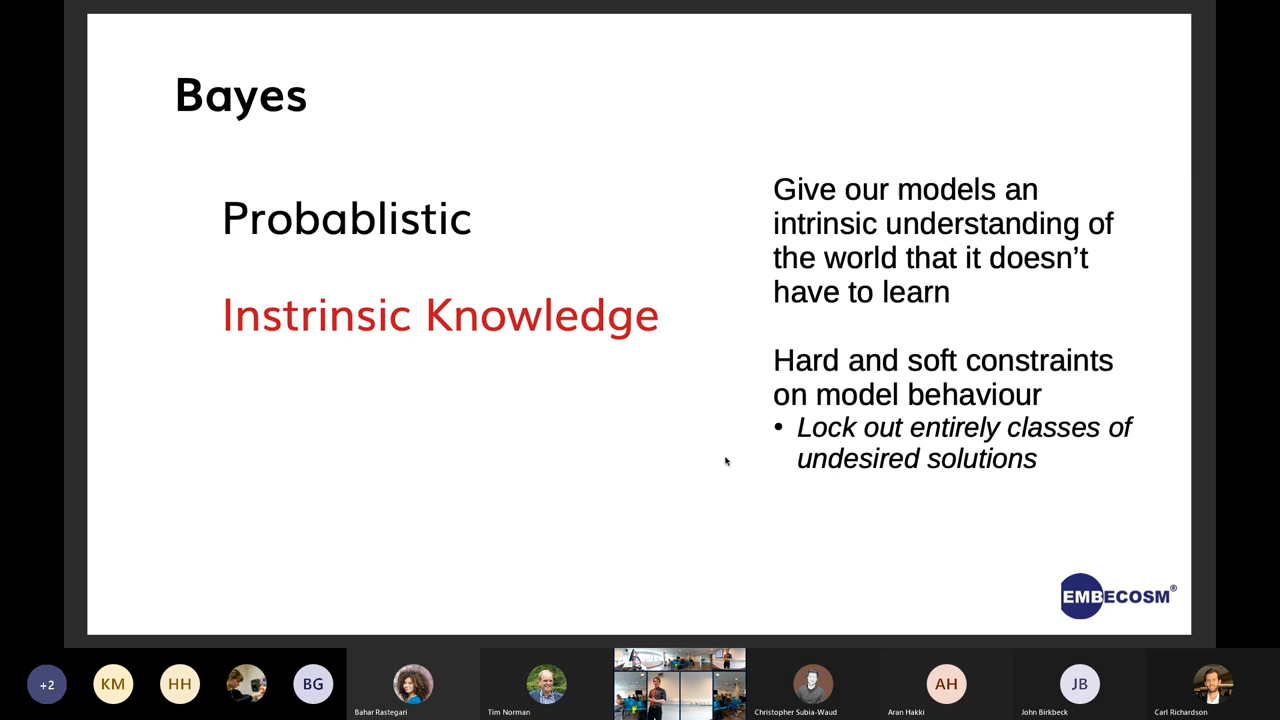 Bayes
Probablistic
Instrinsic Knowledge
Give our models an
intrinsic understanding of
the world that it doesn't
have to learn
Hard and soft constraints
on model behaviour
• Lock out entirely classes of
undesired solutions
EMBECOSM®
+2
KM
HH
BG
Bahar Rastegari
Tim Norman
Christopher Subia-Waud
AH
Aran Hakki
JB
John Birkbeck
Carl Richardson